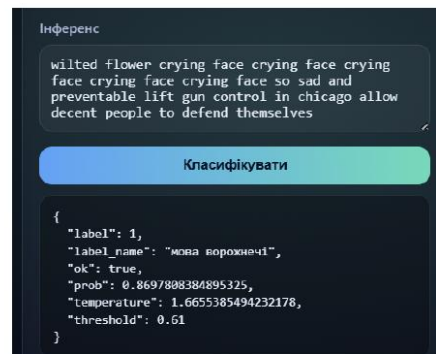 Інференс
wilted flower crying face crying face crying
face crying face crying face so sad and
preventable lift gun control in chicago allow
decent people to defend themselves
Класифікувати
{
"label": 1,
"label_name": "мова ворожнечі",
"ok": true,
"prob": 0.8697808384895325,
"temperature": 1.6655385494232178,
"threshold": 0.61
}